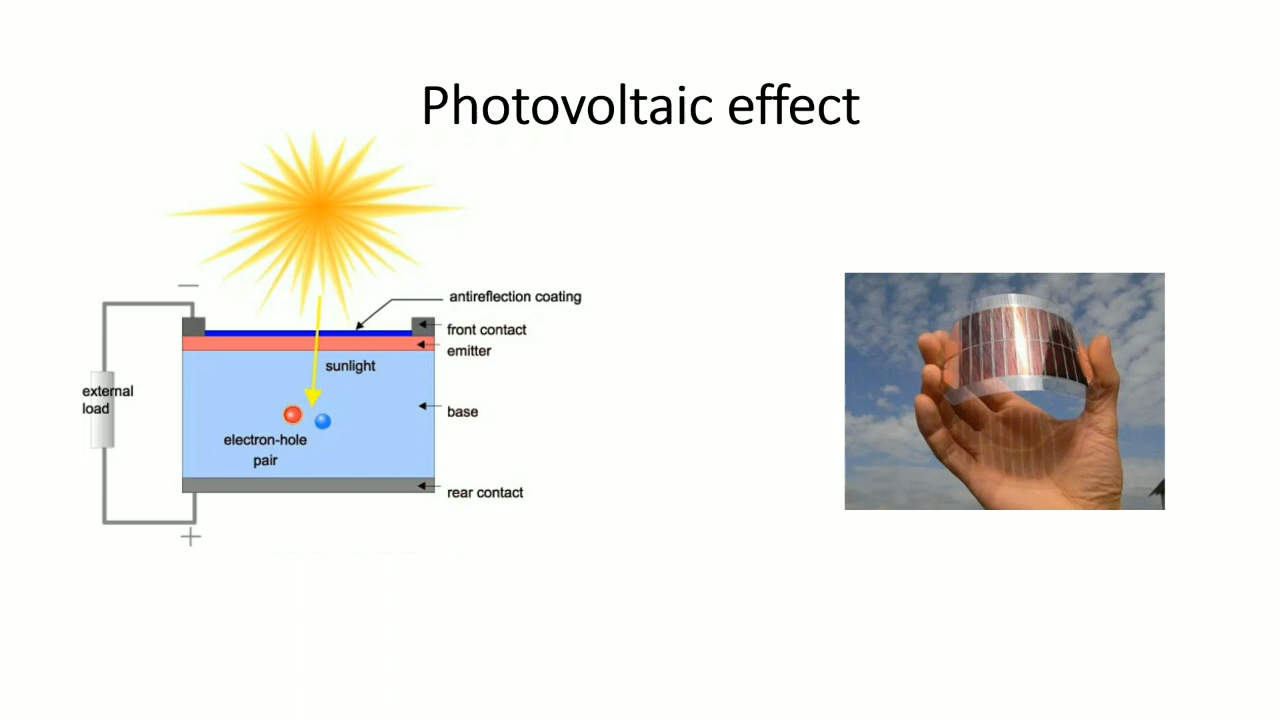 Photovoltaic effect
−
antireflection coating
front contact
emitter
sunlight
external
load
base
electron-hole
pair
rear contact
+